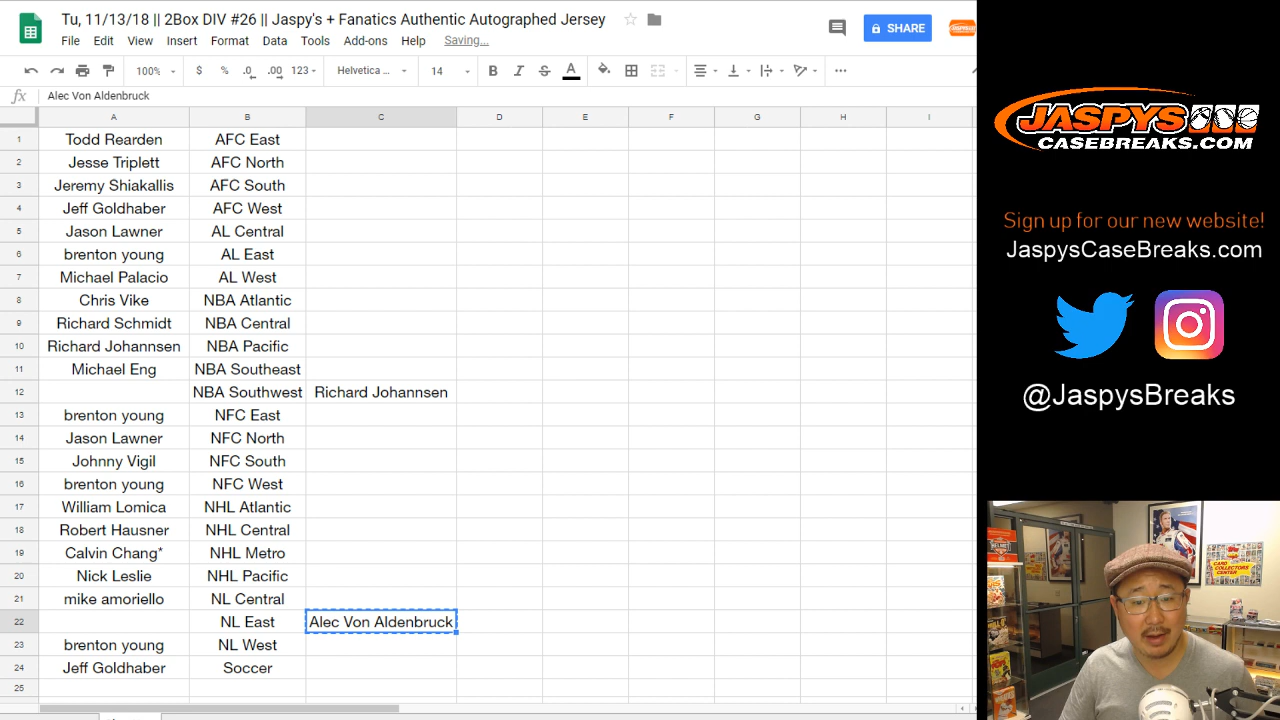 Tu, 11/13/18 || 2Box DIV #26 || Jaspy's + Fanatics Authentic Autographed Jersey
File Edit View Insert Format Data Tools Add-ons Help Saving...
SHARE
100% $ % .0 .00 123 Helvetica ... 14 B I S A
fx Alec Von Aldenbruck
A B C D E F G H I
1 Todd Rearden AFC East
2 Jesse Triplett AFC North
3 Jeremy Shiakallis AFC South
4 Jeff Goldhaber AFC West
5 Jason Lawner AL Central
6 brenton young AL East
7 Michael Palacio AL West
8 Chris Vike NBA Atlantic
9 Richard Schmidt NBA Central
10 Richard Johannsen NBA Pacific
11 Michael Eng NBA Southeast
12 NBA Southwest Richard Johannsen
13 brenton young NFC East
14 Jason Lawner NFC North
15 Johnny Vigil NFC South
16 brenton young NFC West
17 William Lomica NHL Atlantic
18 Robert Hausner NHL Central
19 Calvin Chang* NHL Metro
20 Nick Leslie NHL Pacific
21 mike amoriello NL Central
22 NL East Alec Von Aldenbruck
23 brenton young NL West
24 Jeff Goldhaber Soccer
25
JASPYS
CASEBREAKS.COM
Sign up for our new website!
JaspysCaseBreaks.com
@JaspysBreaks